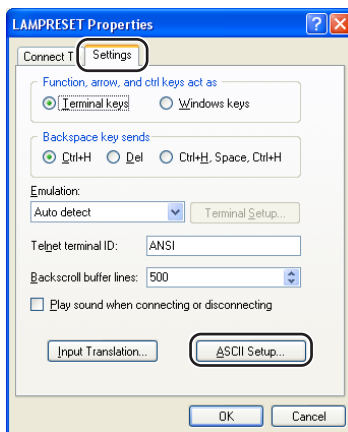 LAMPRESET Properties
Connect T Settings
Function, arrow, and ctrl keys act as
Terminal keys Windows keys
Backspace key sends
Ctrl+H Del Ctrl+H, Space, Ctrl+H
Emulation:
Auto detect Terminal Setup...
Telnet terminal ID: ANSI
Backscroll buffer lines: 500
Play sound when connecting or disconnecting
Input Translation... ASCII Setup...
OK Cancel